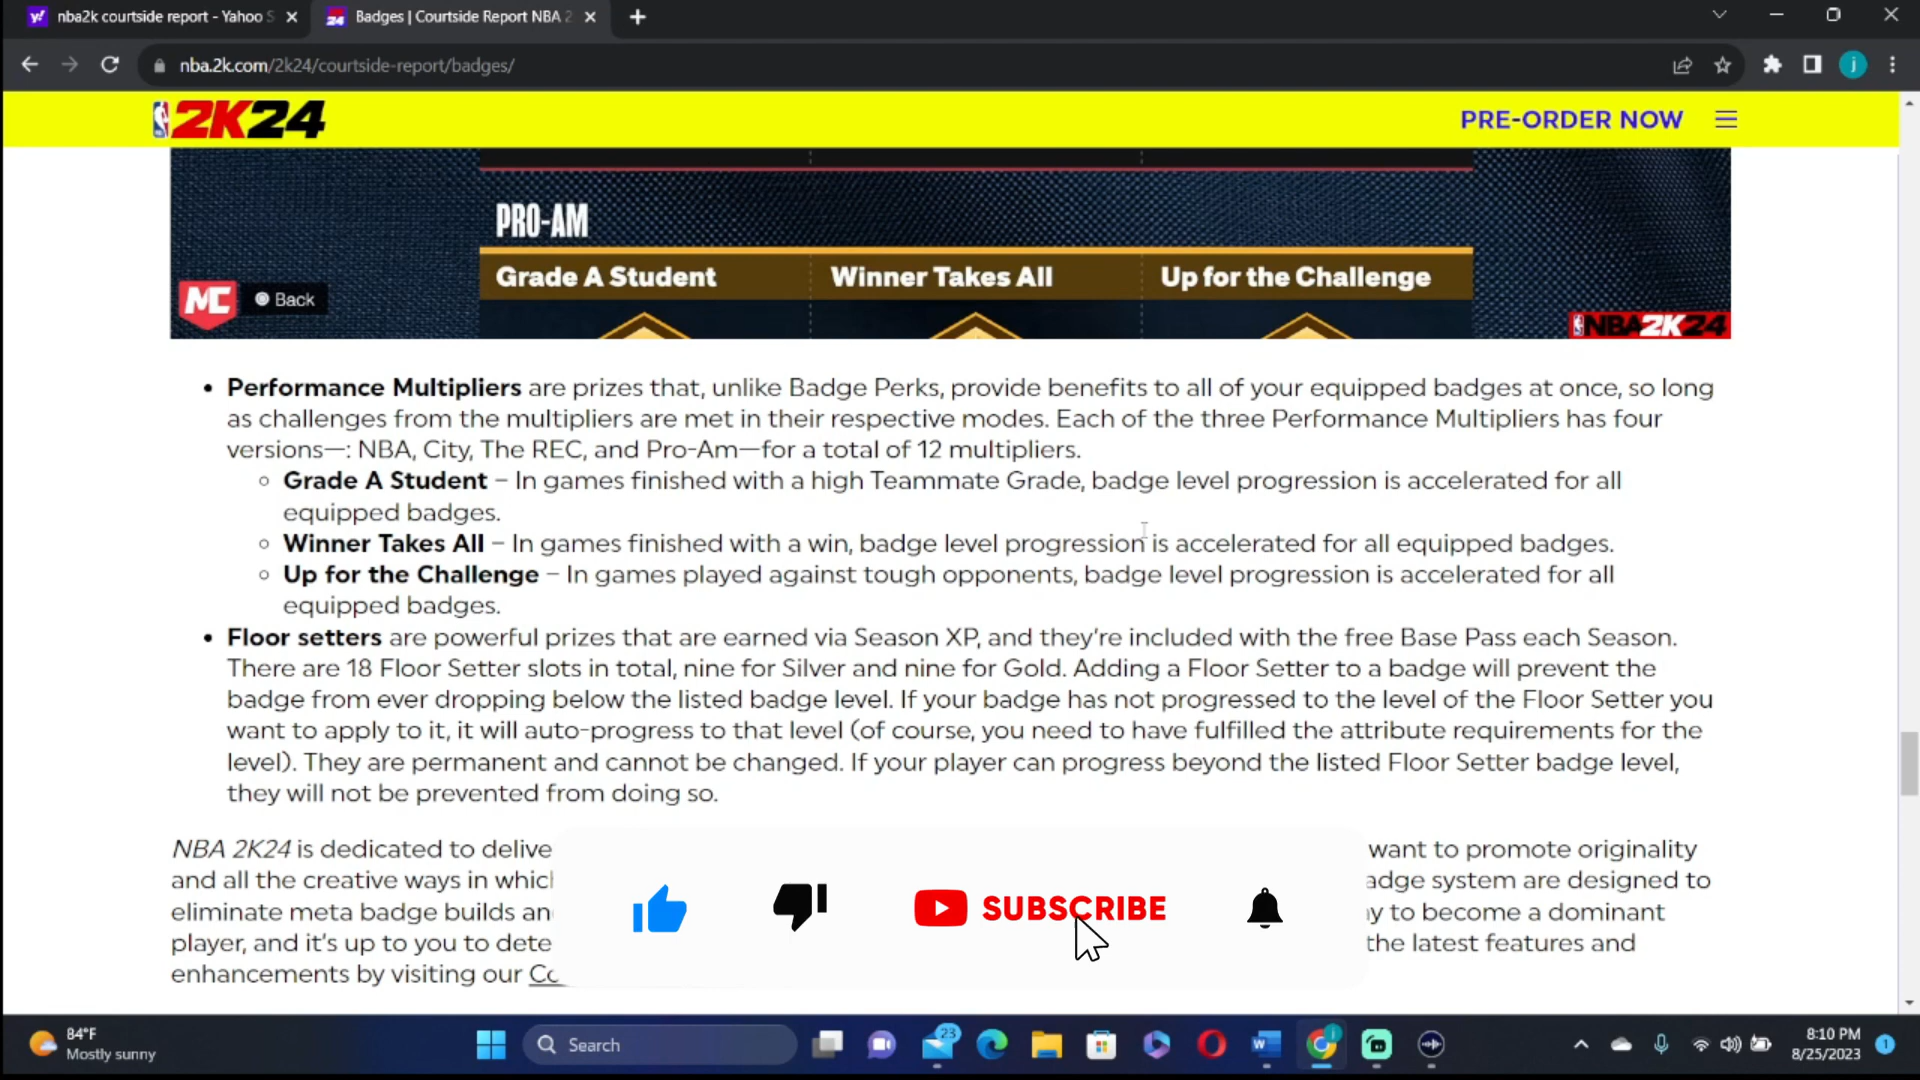 nba2k courtside report - Yahoo S
Badges | Courtside Report NBA 2
nba.2k.com/2k24/courtside-report/badges/
j
2K24
PRE-ORDER NOW
PRO-AM
Grade A Student
Winner Takes All
Up for the Challenge
MC
Back
NBA2K24
• Performance Multipliers are prizes that, unlike Badge Perks, provide benefits to all of your equipped badges at once, so long
as challenges from the multipliers are met in their respective modes. Each of the three Performance Multipliers has four
versions—: NBA, City, The REC, and Pro-Am—for a total of 12 multipliers.
Grade A Student – In games finished with a high Teammate Grade, badge level progression is accelerated for all
equipped badges.
Winner Takes All – In games finished with a win, badge level progression is accelerated for all equipped badges.
Up for the Challenge – In games played against tough opponents, badge level progression is accelerated for all
equipped badges.
• Floor setters are powerful prizes that are earned via Season XP, and they’re included with the free Base Pass each Season.
There are 18 Floor Setter slots in total, nine for Silver and nine for Gold. Adding a Floor Setter to a badge will prevent the
badge from ever dropping below the listed badge level. If your badge has not progressed to the level of the Floor Setter you
want to apply to it, it will auto-progress to that level (of course, you need to have fulfilled the attribute requirements for the
level). They are permanent and cannot be changed. If your player can progress beyond the listed Floor Setter badge level,
they will not be prevented from doing so.
NBA 2K24 is dedicated to delive want to promote originality
and all the creative ways in which adge system are designed to
eliminate meta badge builds an y to become a dominant
player, and it’s up to you to dete the latest features and
enhancements by visiting our Co
SUBSCRIBE
84°F
Mostly sunny
Search
23
8:10 PM
8/25/2023
1